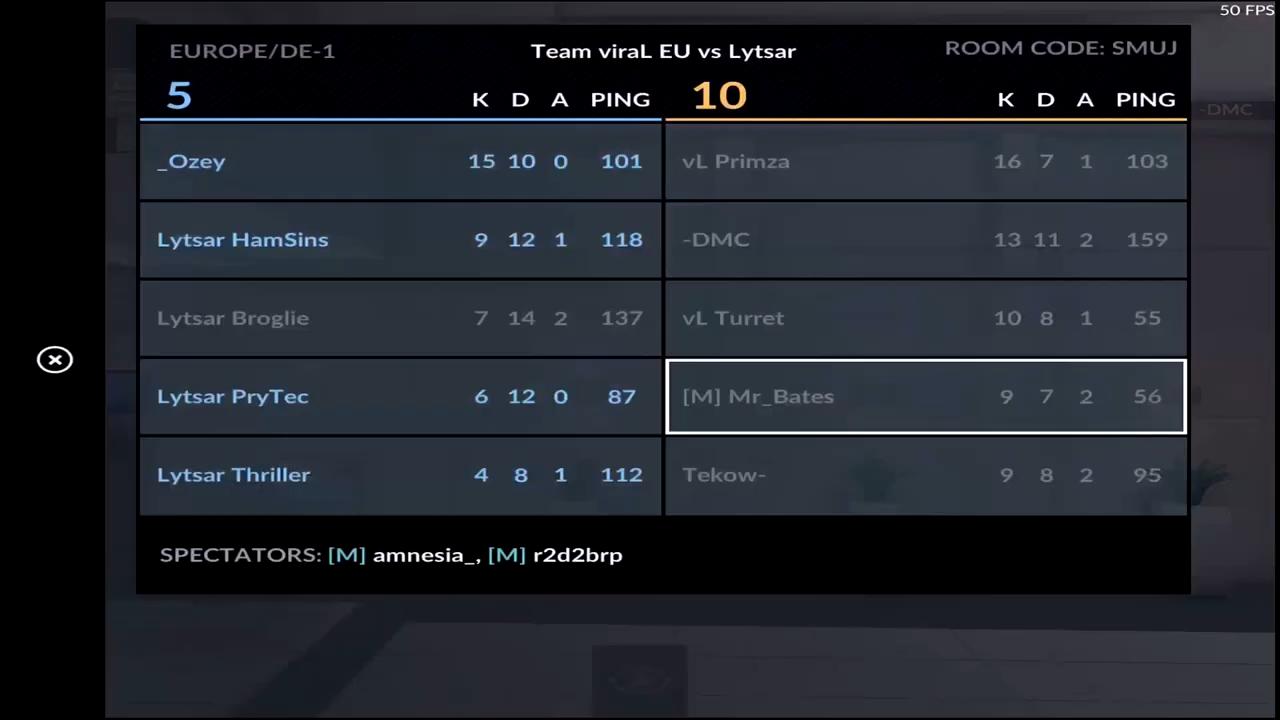 50 FPS
EUROPE/DE-1 Team viraL EU vs Lytsar ROOM CODE: SMUJ
5 K D A PING 10 K D A PING
-DMC
_Ozey 15 10 0 101 vL Primza 16 7 1 103
Lytsar HamSins 9 12 1 118 -DMC 13 11 2 159
Lytsar Broglie 7 14 2 137 vL Turret 10 8 1 55
Lytsar PryTec 6 12 0 87 [M] Mr_Bates 9 7 2 56
Lytsar Thriller 4 8 1 112 Tekow- 9 8 2 95
SPECTATORS: [M] amnesia_, [M] r2d2brp